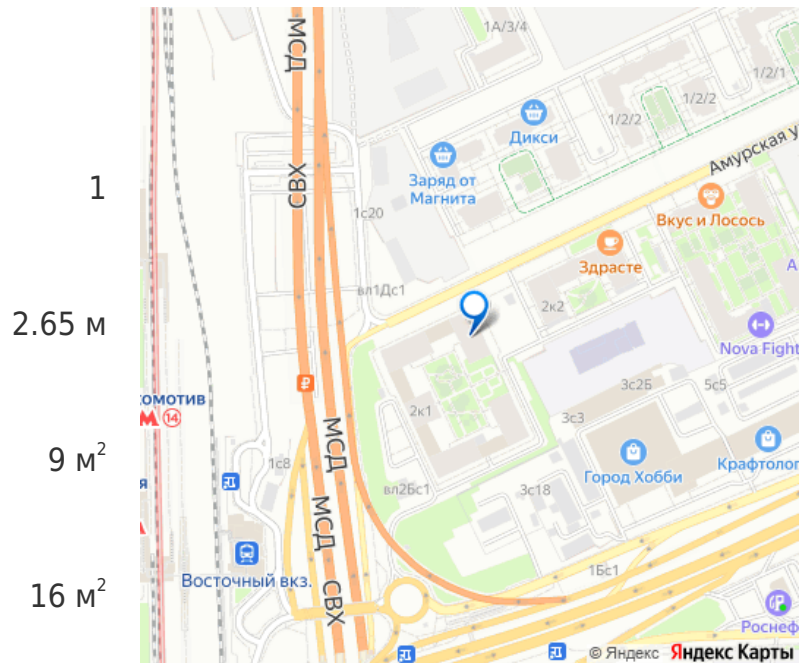 1
2.65 м
9 м²
16 м²
МСД
СВХ
1А/3/4
1/2/1
1/2/2
1/2/2
Дикси
Амурская у
Заряд от
Магнита
Вкус и Лосось
1с20
Здрасте
А
вл1Дс1
2к2
Nova Fight
3с2Б
5с5
комотив
14
2к1
3с3
МСД
1с8
Город Хобби
Крафтолог
я
вл2Бс1
3с18
МСД
СВХ
Восточный вкз.
1Бс1
Роснеф
© Яндекс Яндекс Карты